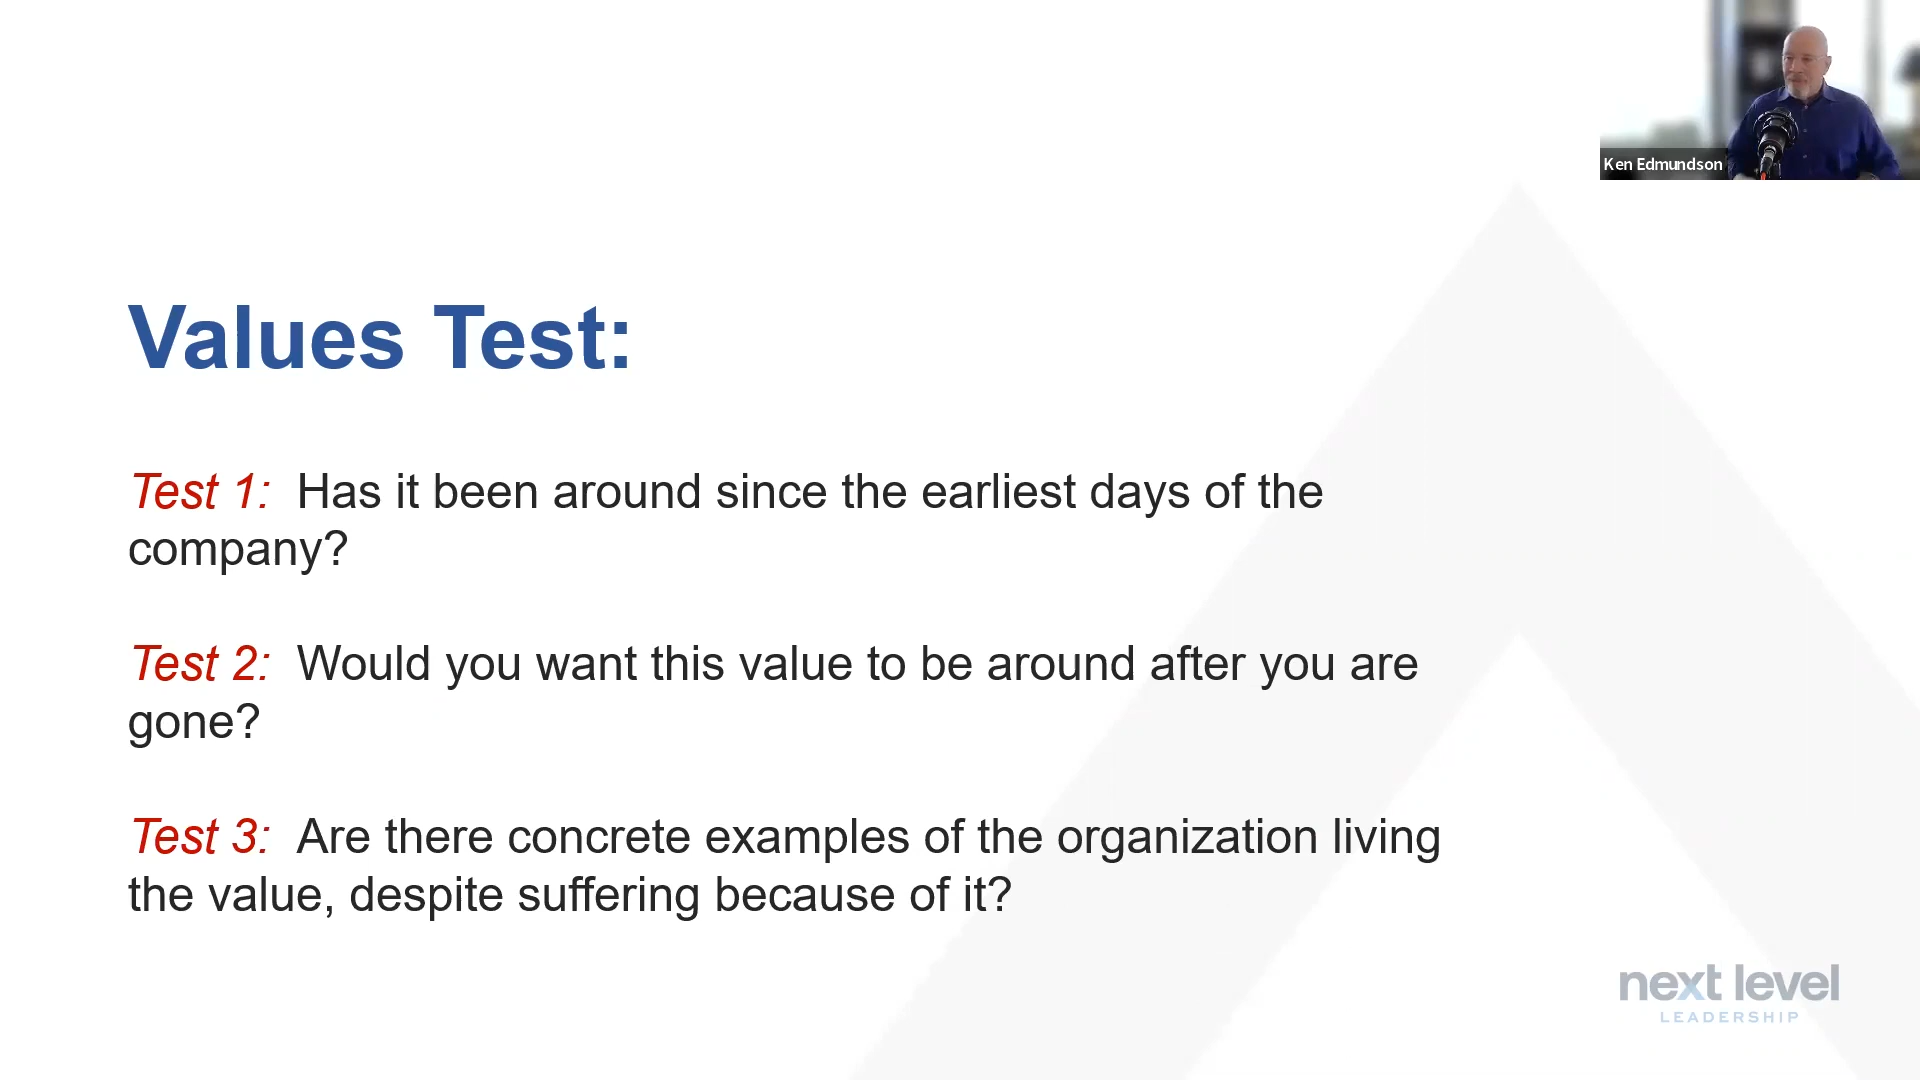 Ken Edmundson
Values Test:
Test 1: Has it been around since the earliest days of the
company?
Test 2: Would you want this value to be around after you are
gone?
Test 3: Are there concrete examples of the organization living
the value, despite suffering because of it?
next level
LEADERSHIP